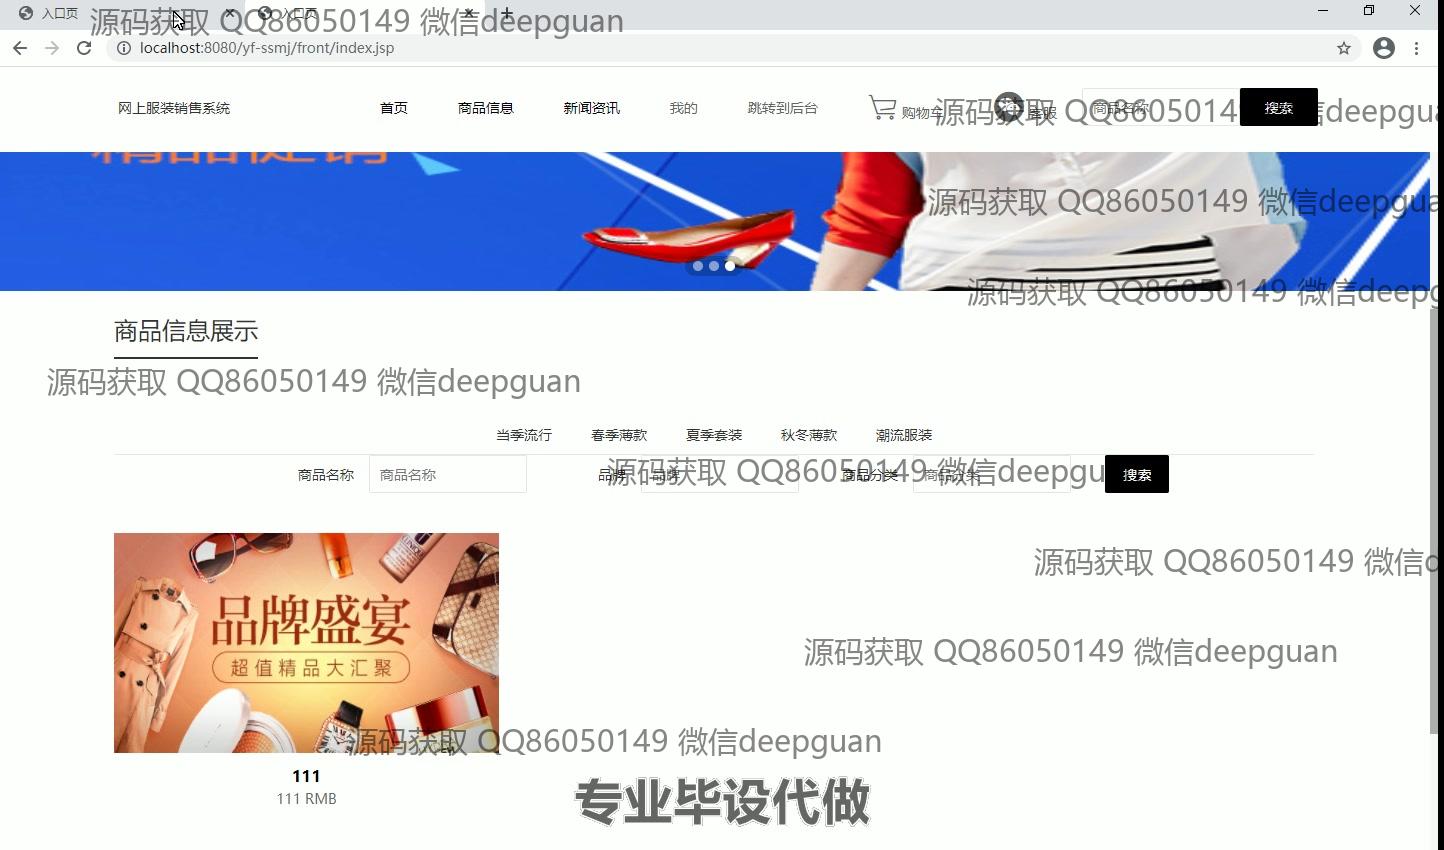 入口页
入口页
源码获取 QQ86050149 微信deepguan
localhost:8080/yf-ssmj/front/index.jsp
网上服装销售系统
首页
商品信息
新闻资讯
我的
跳转到后台
购物车
客服
商品名称
搜索
源码获取 QQ86050149 微信deepgua
精品促销
源码获取 QQ86050149 微信deepgua
源码获取 QQ86050149 微信deepg
商品信息展示
源码获取 QQ86050149 微信deepguan
当季流行
春季薄款
夏季套装
秋冬薄款
潮流服装
商品名称
商品名称
品牌
品牌
商品分类
商品分类
搜索
源码获取 QQ86050149 微信deepgu
源码获取 QQ86050149 微信d
品牌盛宴
超值精品大汇聚
源码获取 QQ86050149 微信deepguan
源码获取 QQ86050149 微信deepguan
111
111 RMB
专业毕设代做